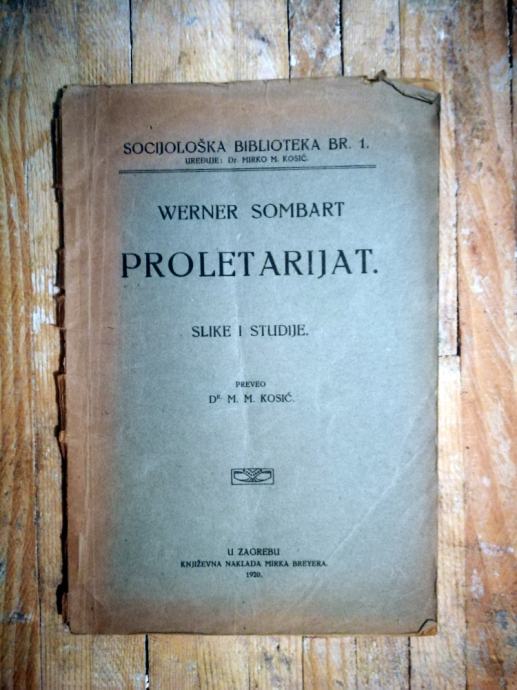 SOCIJOLOŠKA BIBLIOTEKA BR. 1.
UREĐUJE: Dr. MIRKO M. KOSIĆ.
WERNER SOMBART
PROLETARIJAT.
SLIKE I STUDIJE.
PREVEO
Dr. M. M. KOSIĆ.
U ZAGREBU
KNJIŽEVNA NAKLADA MIRKA BREYERA.
1920.